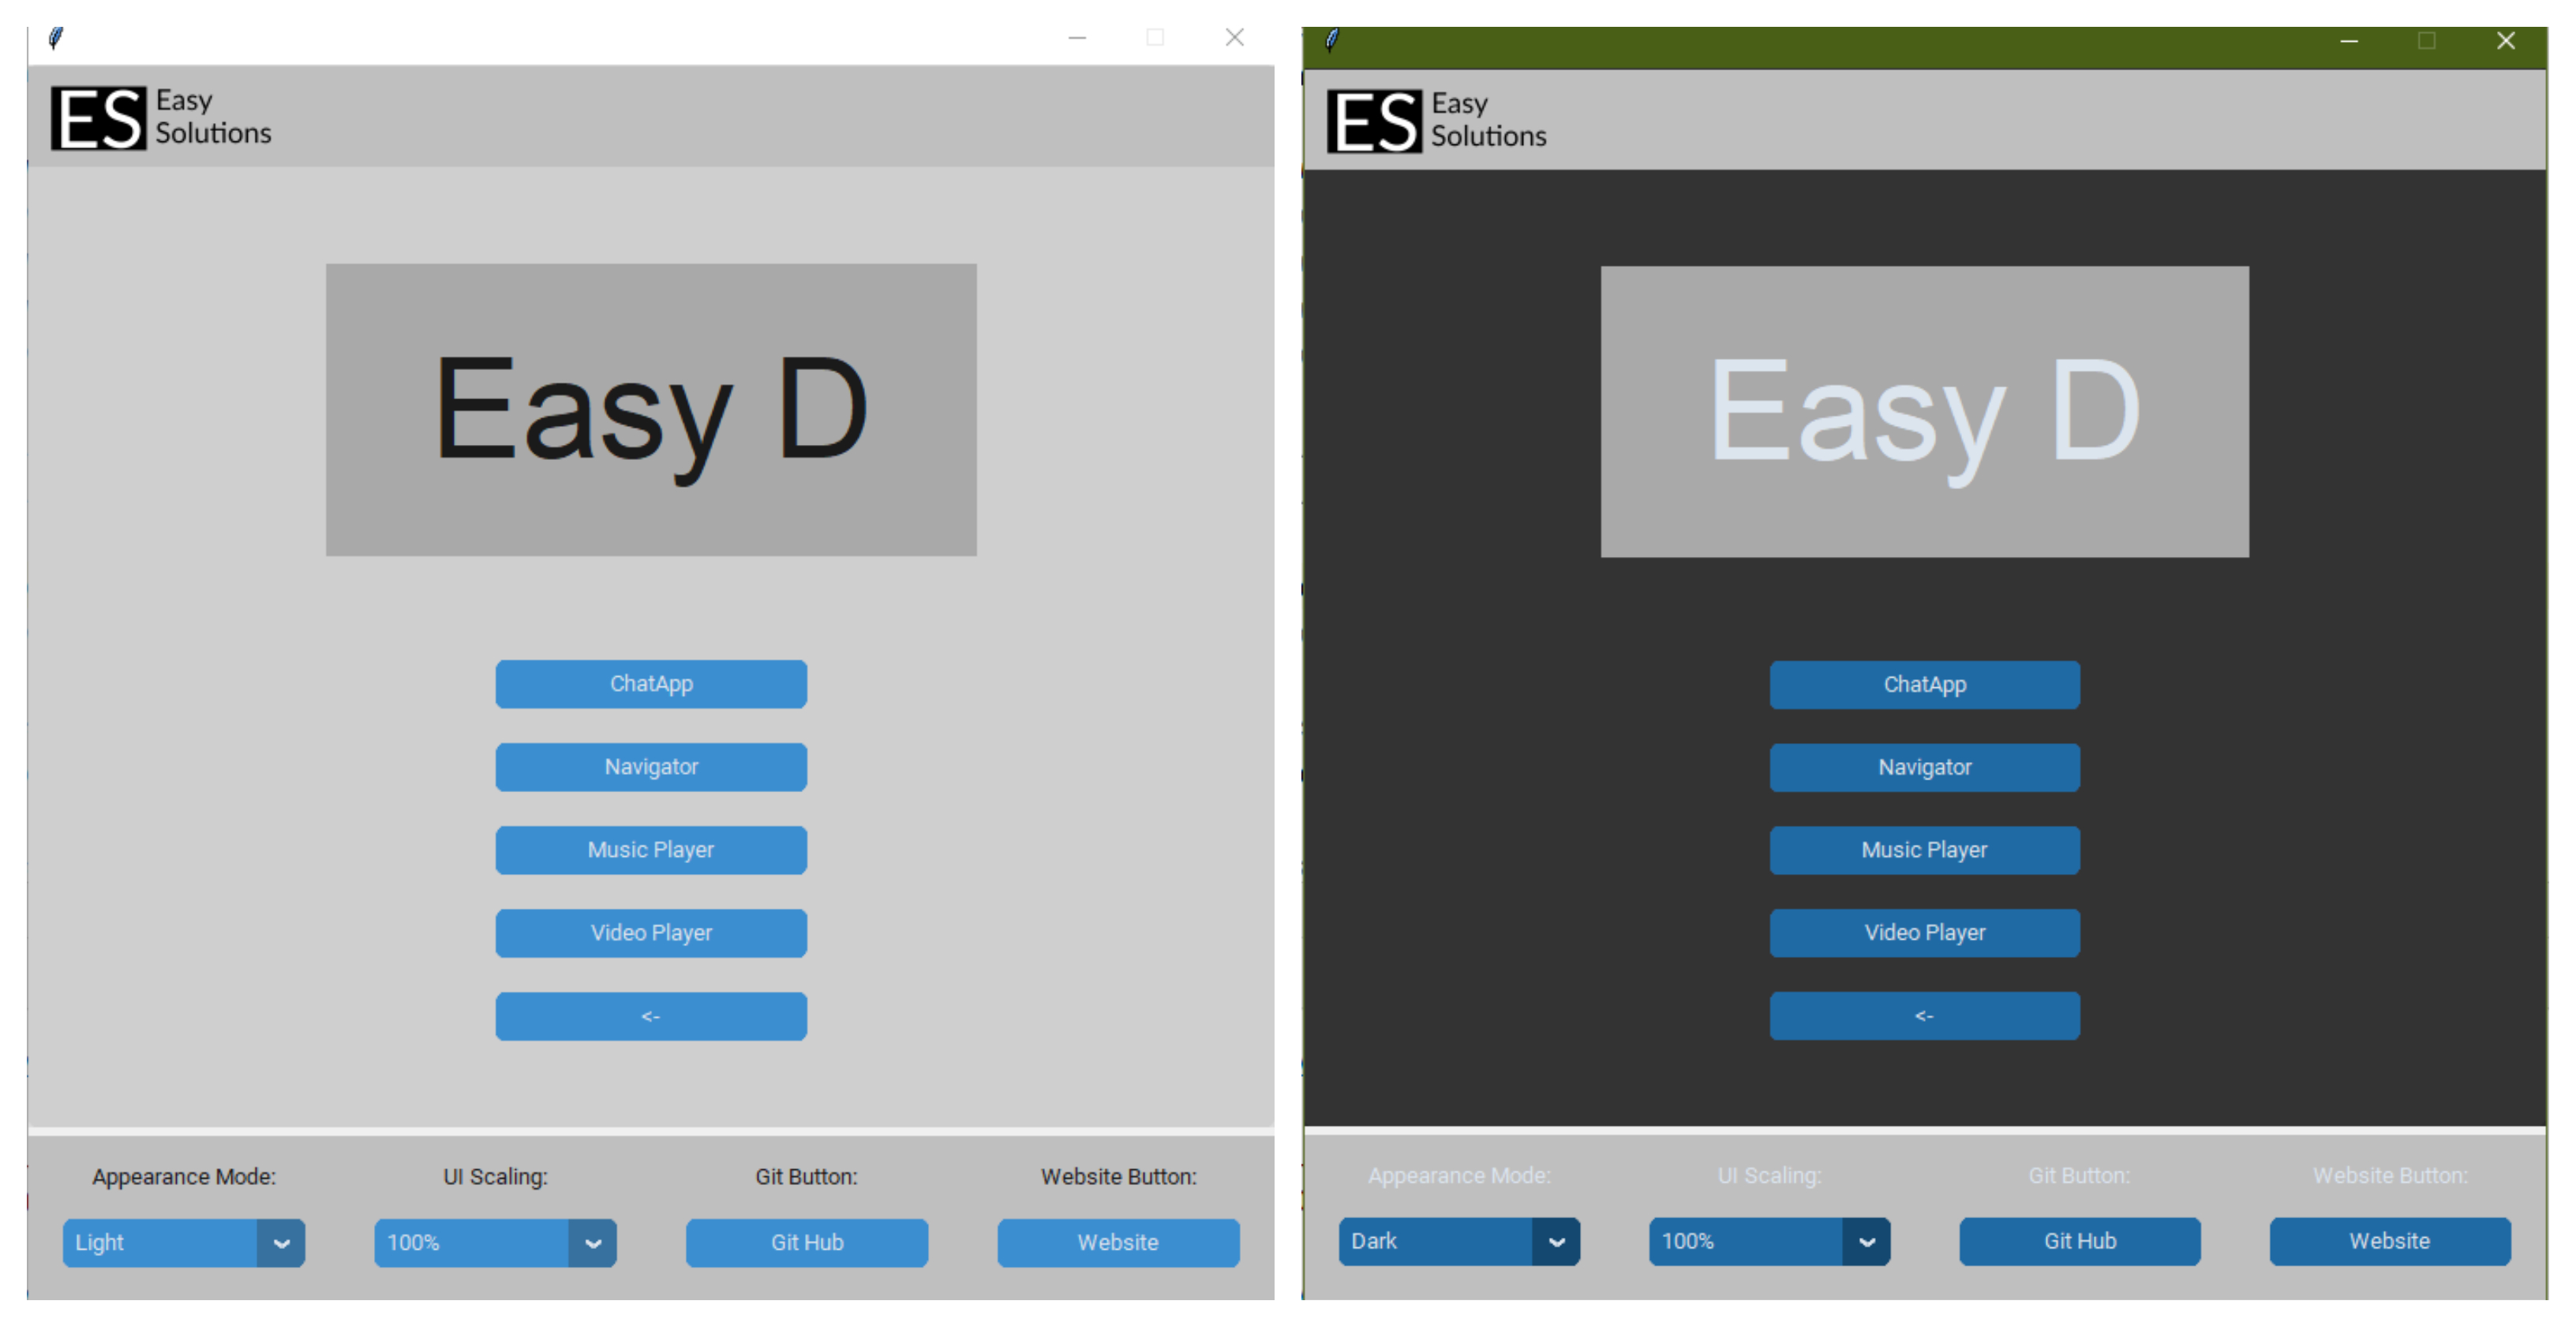 ES Easy
Solutions
Easy D
ChatApp
Navigator
Music Player
Video Player
<-
Appearance Mode: UI Scaling: Git Button: Website Button:
Light 100% Git Hub Website
ES Easy
Solutions
Easy D
ChatApp
Navigator
Music Player
Video Player
<-
Appearance Mode: UI Scaling: Git Button: Website Button:
Dark 100% Git Hub Website